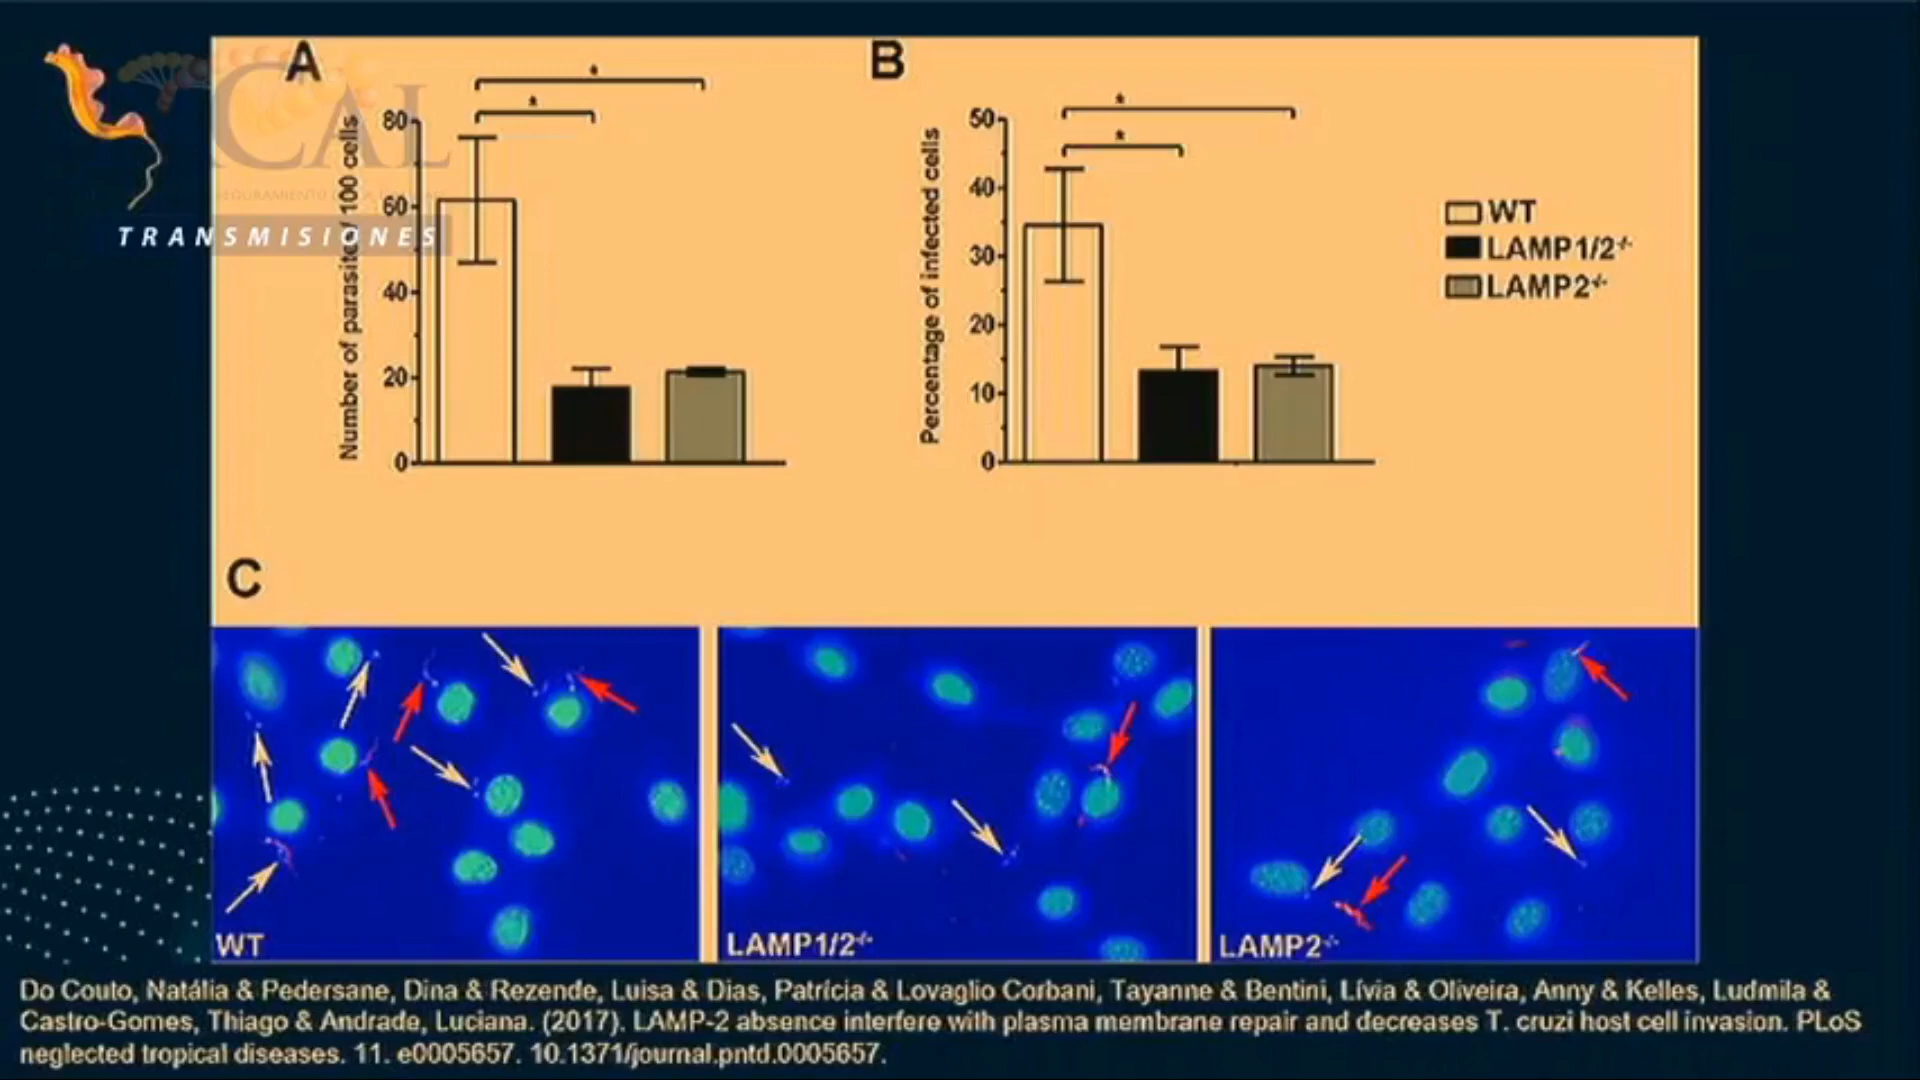 A
B
CAL
TRANSMISIONES
80
60
40
20
0
Number of parasites / 100 cells
*
*
50
40
30
20
10
0
Percentage of infected cells
*
*
WT
LAMP1/2-/-
LAMP2-/-
C
WT
LAMP1/2-/-
LAMP2-/-
Do Couto, Natália & Pedersane, Dina & Rezende, Luisa & Dias, Patrícia & Lovaglio Corbani, Tayanne & Bentini, Lívia & Oliveira, Anny & Kelles, Ludmila &
Castro-Gomes, Thiago & Andrade, Luciana. (2017). LAMP-2 absence interfere with plasma membrane repair and decreases T. cruzi host cell invasion. PLoS
neglected tropical diseases. 11. e0005657. 10.1371/journal.pntd.0005657.